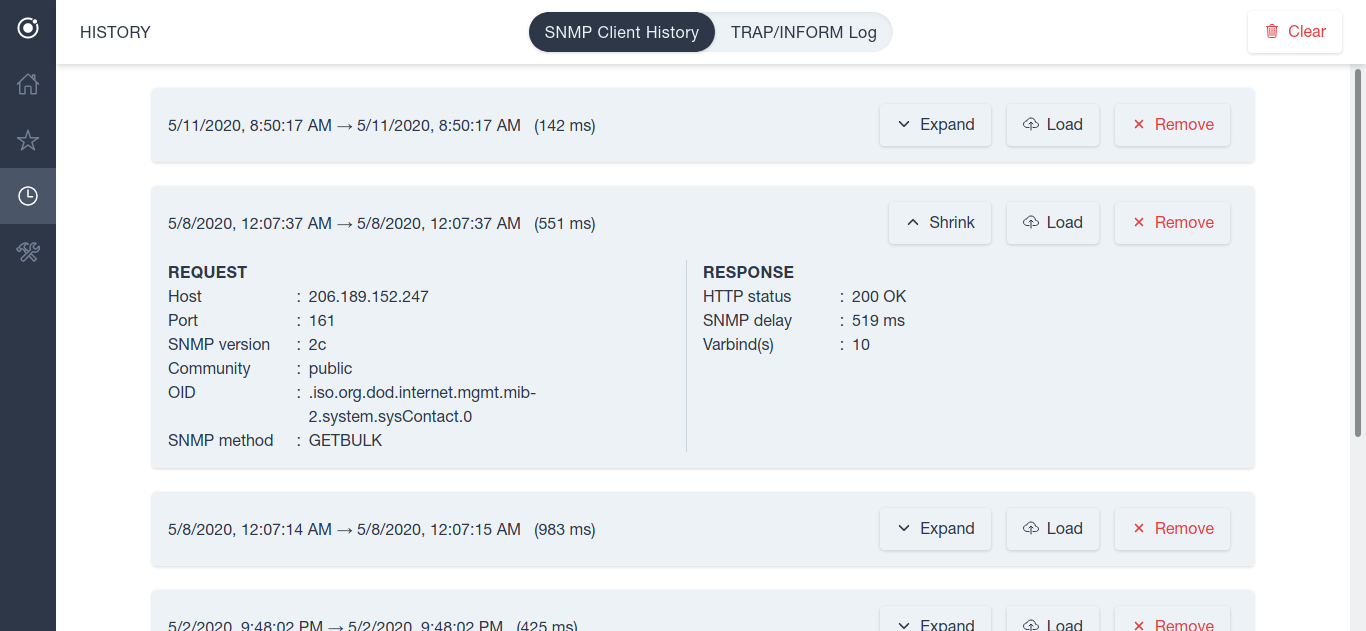 HISTORY
SNMP Client History
TRAP/INFORM Log
Clear
5/11/2020, 8:50:17 AM → 5/11/2020, 8:50:17 AM (142 ms)
Expand
Load
Remove
5/8/2020, 12:07:37 AM → 5/8/2020, 12:07:37 AM (551 ms)
Shrink
Load
Remove
REQUEST
Host : 206.189.152.247
Port : 161
SNMP version : 2c
Community : public
OID : .iso.org.dod.internet.mgmt.mib-
2.system.sysContact.0
SNMP method : GETBULK
RESPONSE
HTTP status : 200 OK
SNMP delay : 519 ms
Varbind(s) : 10
5/8/2020, 12:07:14 AM → 5/8/2020, 12:07:15 AM (983 ms)
Expand
Load
Remove
5/2/2020, 9:48:02 PM → 5/2/2020, 9:48:02 PM (425 ms)
Expand
Load
Remove